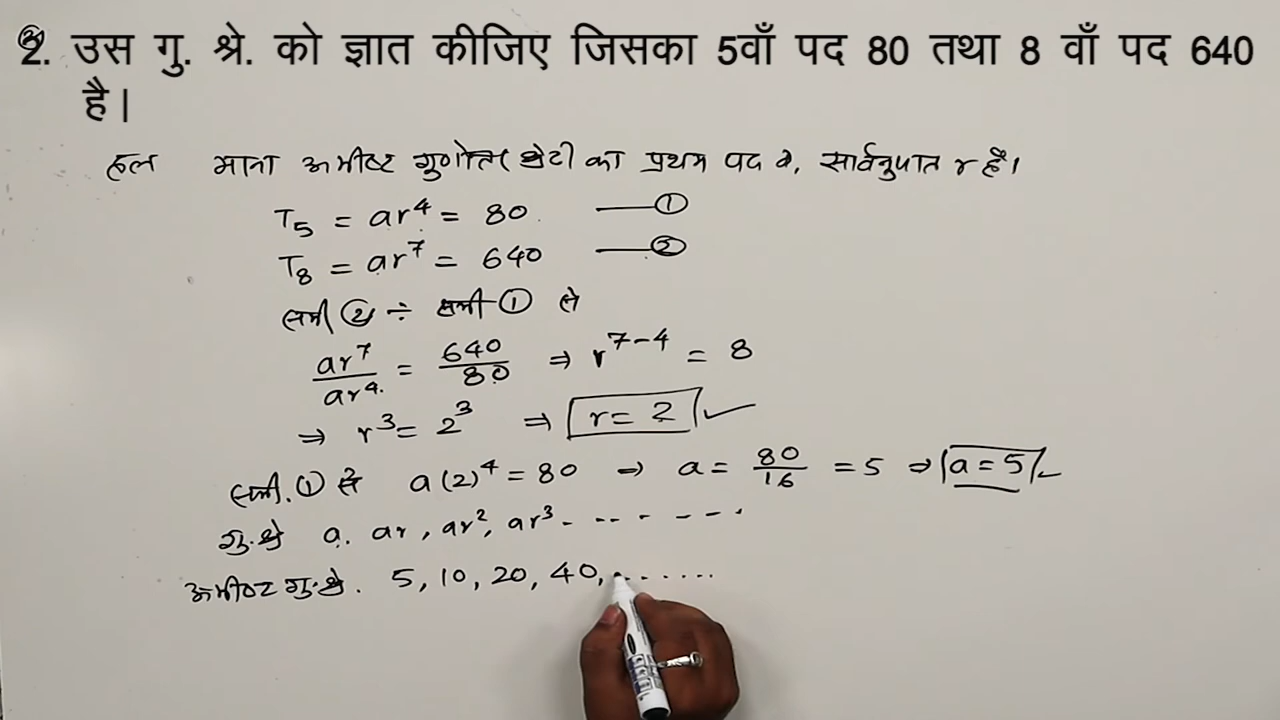 2. उस गु. श्रे. को ज्ञात कीजिए जिसका 5वाँ पद 80 तथा 8 वाँ पद 640
है।
हल माना अभीष्ट गुणोत्तर श्रेढी का प्रथम पद a, सार्वनुपात r है।
T₅ = ar⁴ = 80. ——①
T₈ = ar⁷ = 640 ——②
समी ② ÷ समी ① से
ar⁷/ar⁴ = 640/80 ⇒ r⁷⁻⁴ = 8
⇒ r³ = 2³ ⇒ r = 2 ✓
समी. ① से a(2)⁴ = 80 ⇒ a = 80/16 = 5 ⇒ a = 5 ✓
गु.श्रे a. ar, ar², ar³ - - - - - - -
अभीष्ट गु.श्रे. 5, 10, 20, 40, .......